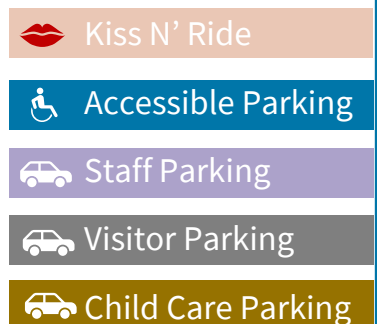 Kiss N’ Ride
Accessible Parking
Staff Parking
Visitor Parking
Child Care Parking